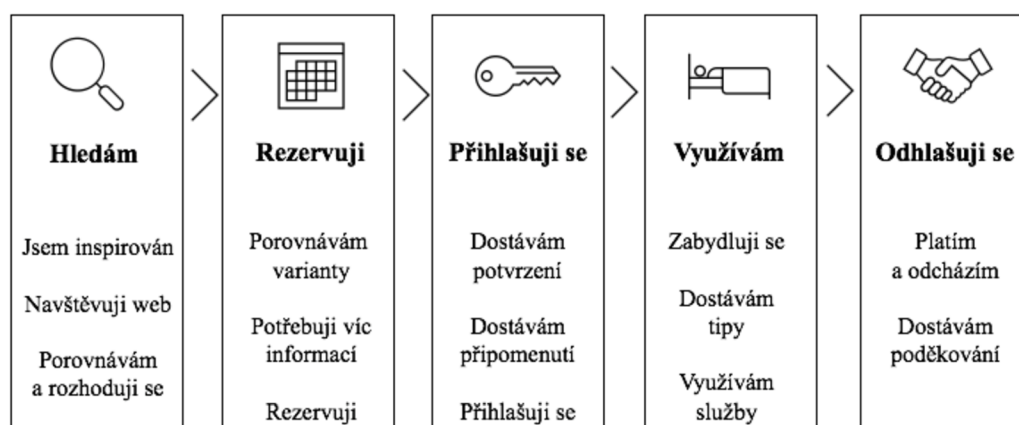 Hledám
Jsem inspirován
Navštěvuji web
Porovnávám
a rozhoduji se
Rezervuji
Porovnávám
varianty
Potřebuji víc
informací
Rezervuji
Přihlašuji se
Dostávám
potvrzení
Dostávám
připomenutí
Přihlašuji se
Využívám
Zabydluji se
Dostávám
tipy
Využívám
služby
Odhlašuji se
Platím
a odcházím
Dostávám
poděkování